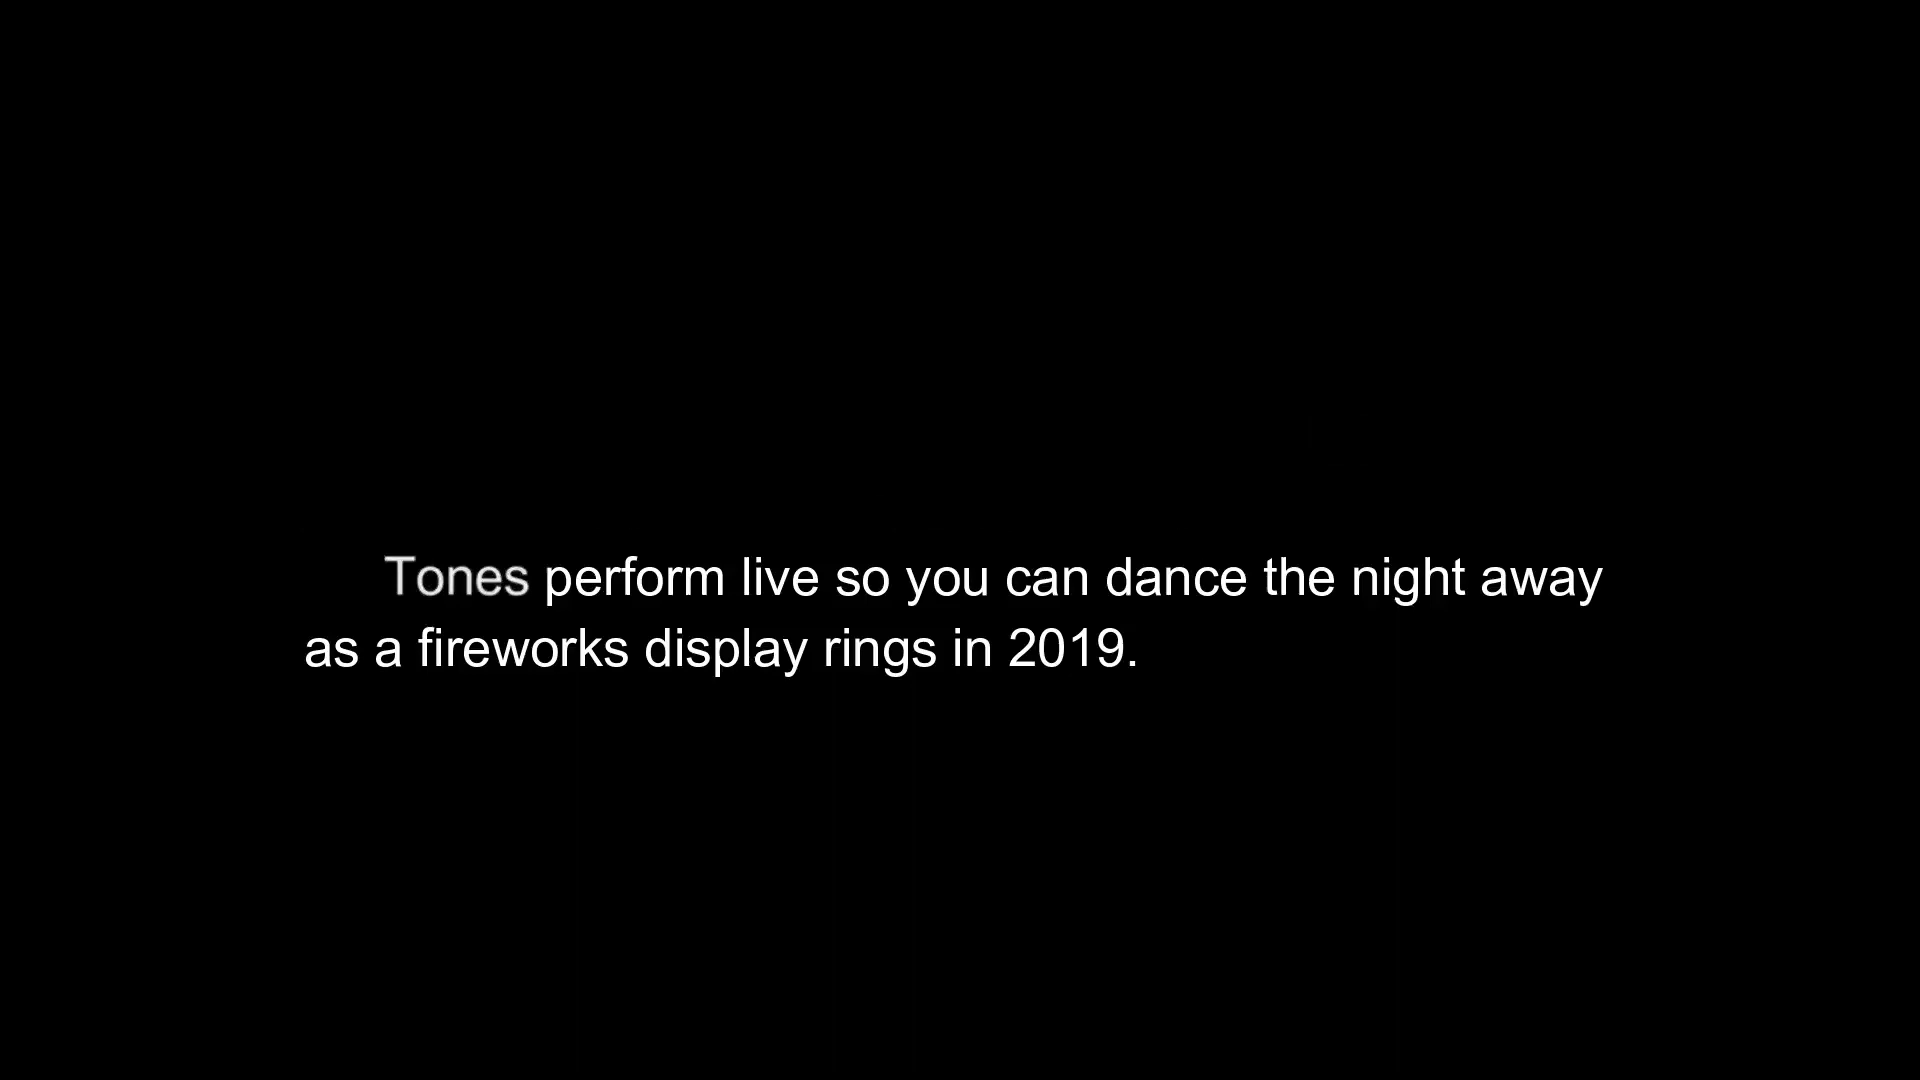 Tones perform live so you can dance the night away
as a fireworks display rings in 2019.